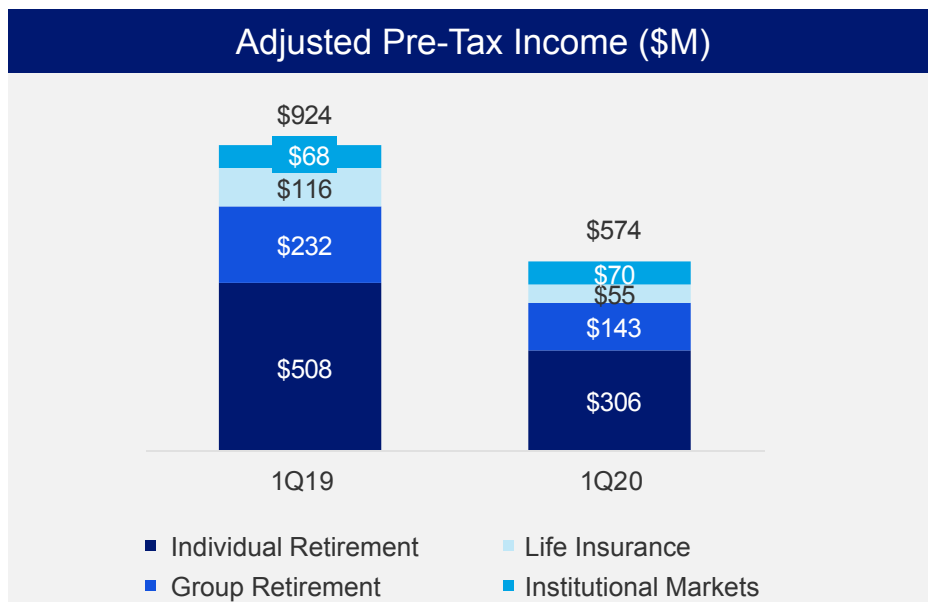 Adjusted Pre-Tax Income ($M)
$924
$68
$116
$232
$508
$574
$70
$55
$143
$306
1Q19
1Q20
Individual Retirement
Life Insurance
Group Retirement
Institutional Markets